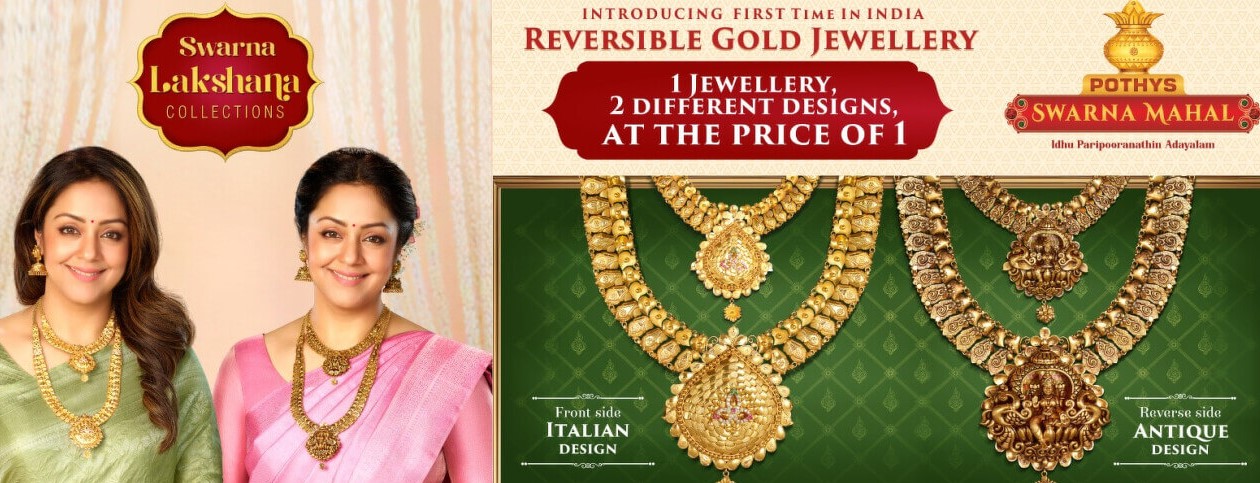 Swarna
Lakshana
COLLECTIONS
INTRODUCING FIRST TIME IN INDIA
REVERSIBLE GOLD JEWELLERY
1 JEWELLERY,
2 DIFFERENT DESIGNS,
AT THE PRICE OF 1
POTHYS
SWARNA MAHAL
Idhu Paripooranathin Adayalam
Front side
ITALIAN
DESIGN
Reverse side
ANTIQUE
DESIGN